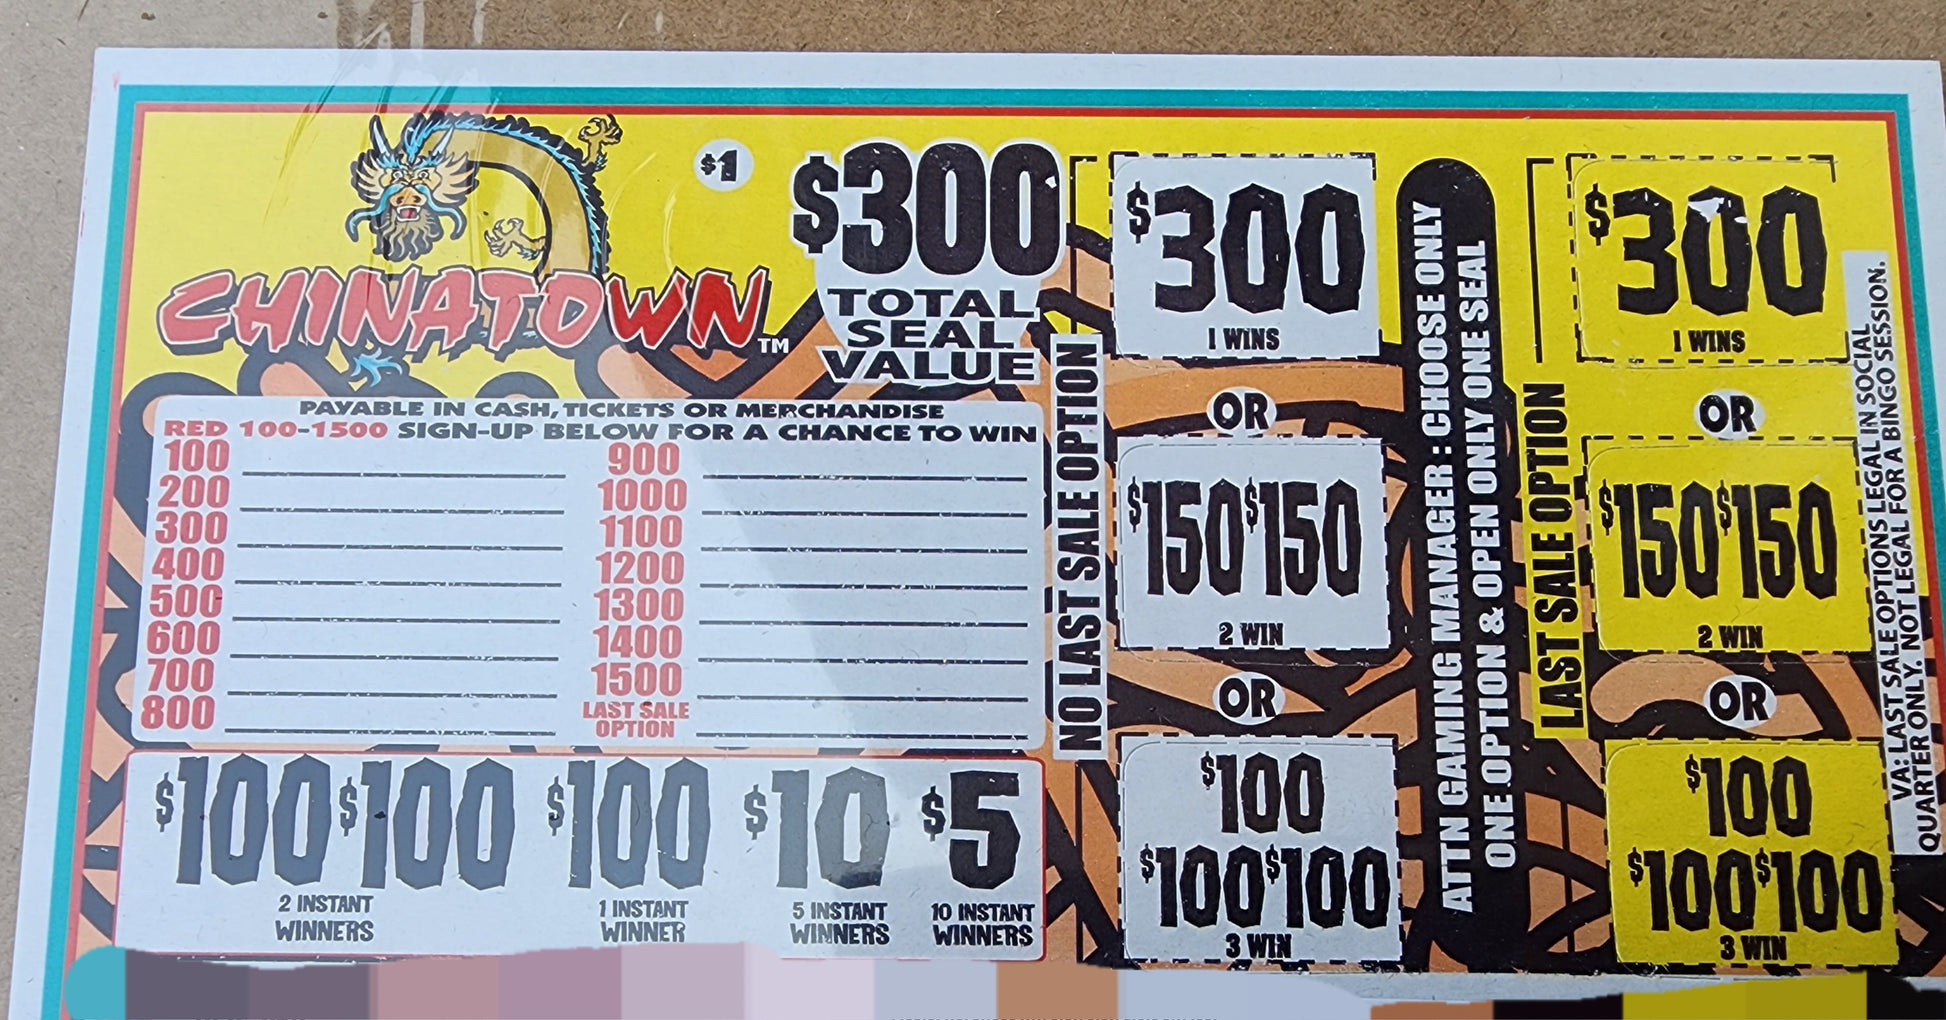 $1
$300
TOTAL
SEAL
VALUE
CHINATOWN™
PAYABLE IN CASH, TICKETS OR MERCHANDISE
RED 100-1500 SIGN-UP BELOW FOR A CHANCE TO WIN
100
200
300
400
500
600
700
800
900
1000
1100
1200
1300
1400
1500
LAST SALE
OPTION
$100 $100
2 INSTANT
WINNERS
$100
1 INSTANT
WINNER
$10
5 INSTANT
WINNERS
$5
10 INSTANT
WINNERS
NO LAST SALE OPTION
$300
1 WINS
OR
$150 $150
2 WIN
OR
$100
$100 $100
3 WIN
ATTN GAMING MANAGER: CHOOSE ONLY
ONE OPTION & OPEN ONLY ONE SEAL
LAST SALE OPTION
$300
1 WINS
OR
$150 $150
2 WIN
OR
$100
$100 $100
3 WIN
VA: LAST SALE OPTIONS LEGAL IN SOCIAL
QUARTER ONLY. NOT LEGAL FOR A BINGO SESSION.